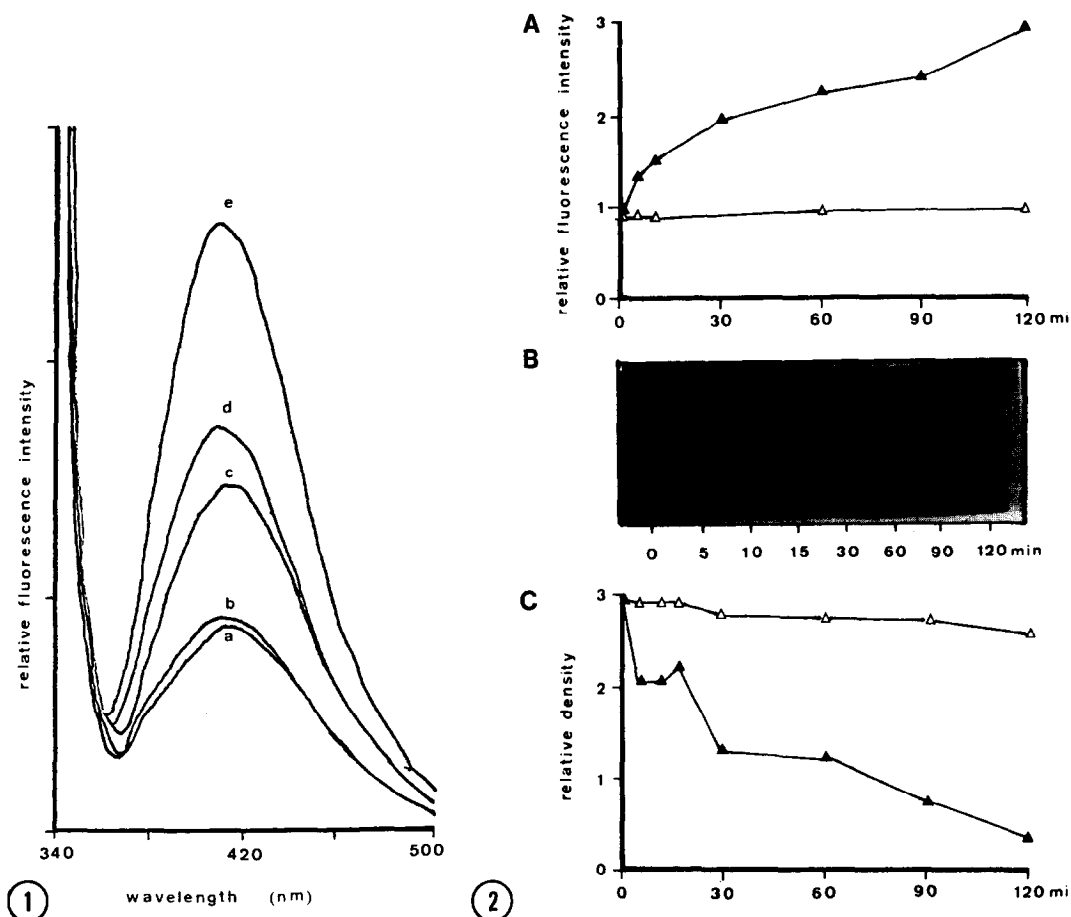 relative fluorescence intensity
e
d
c
b
a
340 420 500
wavelength (nm)
1
A
relative fluorescence intensity
3
2
1
0
0 30 60 90 120 mi
B
0 5 10 15 30 60 90 120 min
C
relative density
3
2
1
0
0 30 60 90 120 min
2